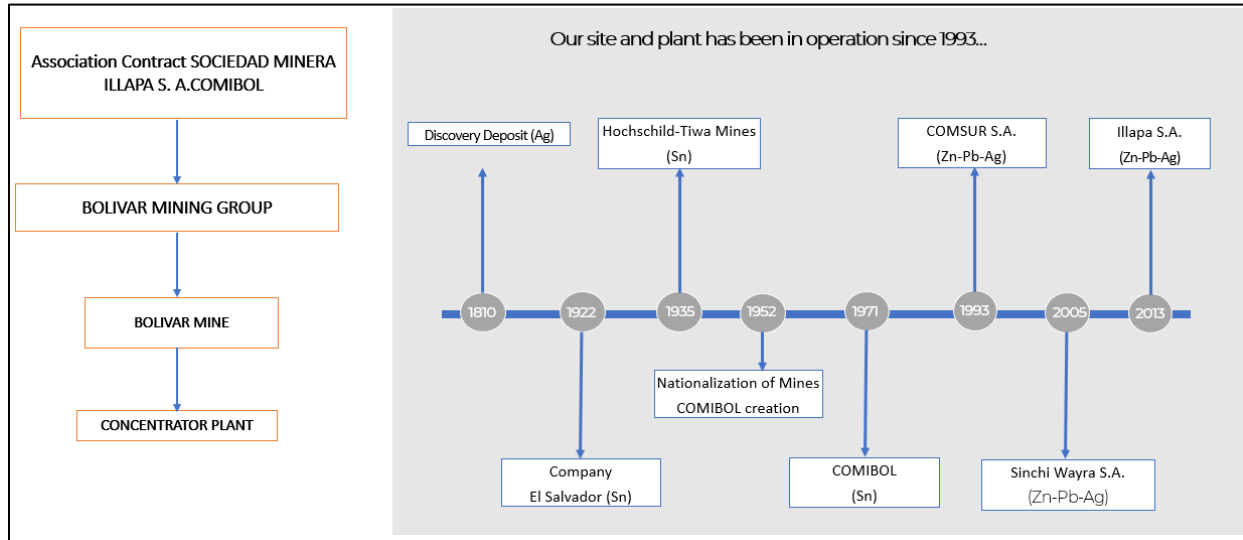 Association Contract SOCIEDAD MINERA
ILLAPA S. A.COMIBOL
BOLIVAR MINING GROUP
BOLIVAR MINE
CONCENTRATOR PLANT
Our site and plant has been in operation since 1993...
Discovery Deposit (Ag)
Hochschild-Tiwa Mines
(Sn)
COMSUR S.A.
(Zn-Pb-Ag)
Illapa S.A.
(Zn-Pb-Ag)
1810
1922
1935
1952
1971
1993
2005
2013
Nationalization of Mines
COMIBOL creation
Company
El Salvador (Sn)
COMIBOL
(Sn)
Sinchi Wayra S.A.
(Zn-Pb-Ag)